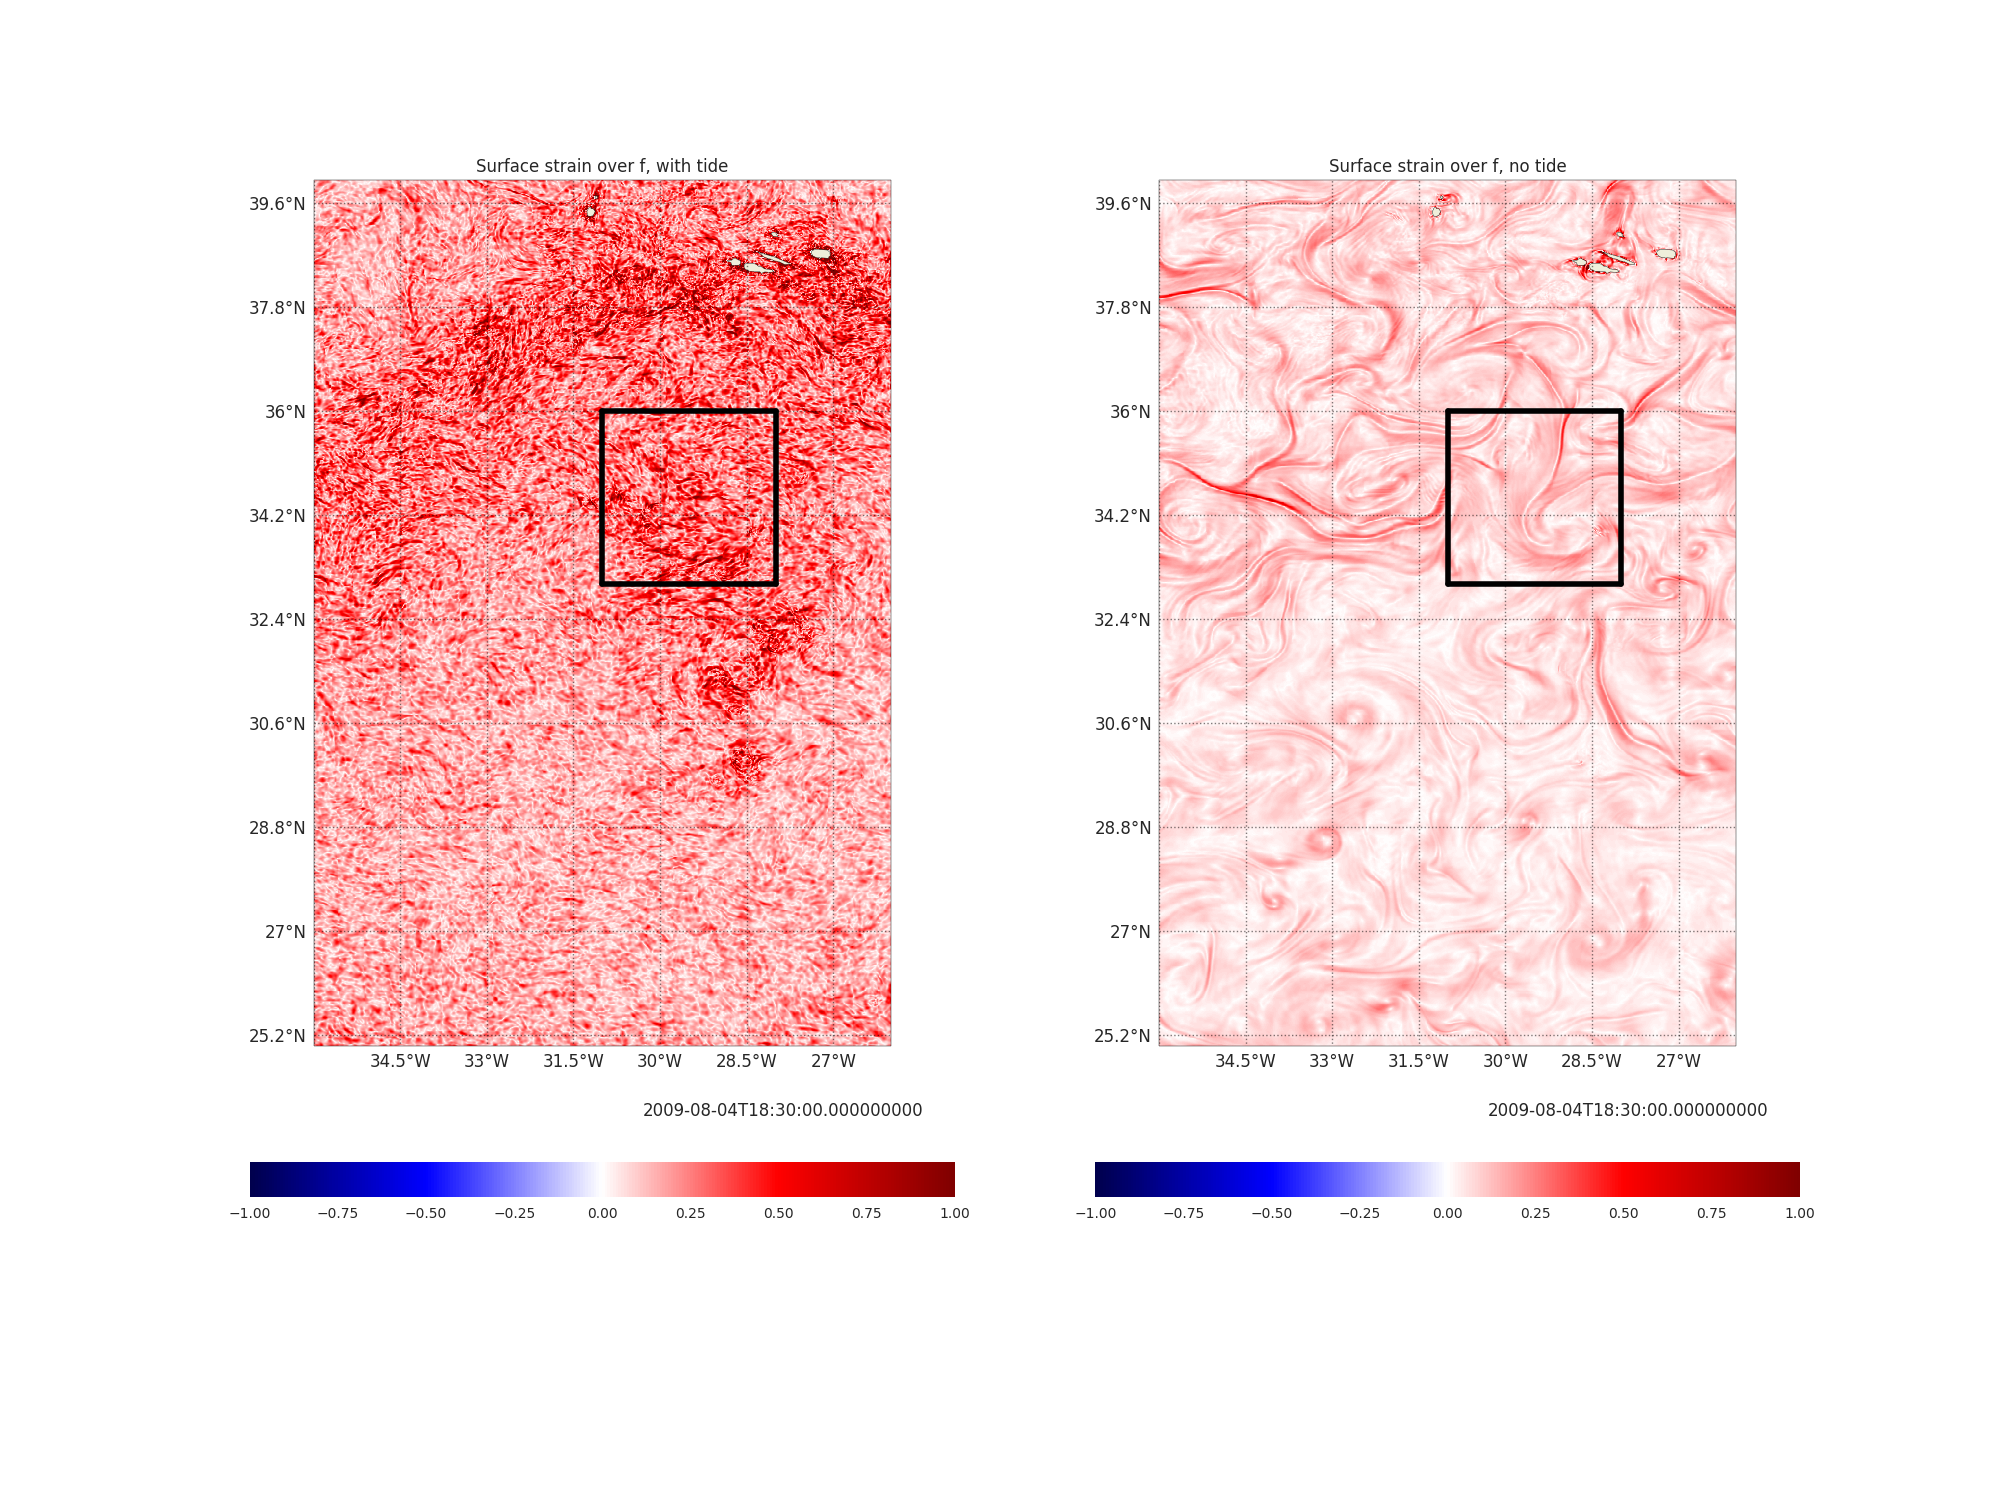 Surface strain over f, with tide
39.6°N
37.8°N
36°N
34.2°N
32.4°N
30.6°N
28.8°N
27°N
25.2°N
34.5°W 33°W 31.5°W 30°W 28.5°W 27°W
2009-08-04T18:30:00.000000000
−1.00 −0.75 −0.50 −0.25 0.00 0.25 0.50 0.75 1.00
Surface strain over f, no tide
39.6°N
37.8°N
36°N
34.2°N
32.4°N
30.6°N
28.8°N
27°N
25.2°N
34.5°W 33°W 31.5°W 30°W 28.5°W 27°W
2009-08-04T18:30:00.000000000
−1.00 −0.75 −0.50 −0.25 0.00 0.25 0.50 0.75 1.00